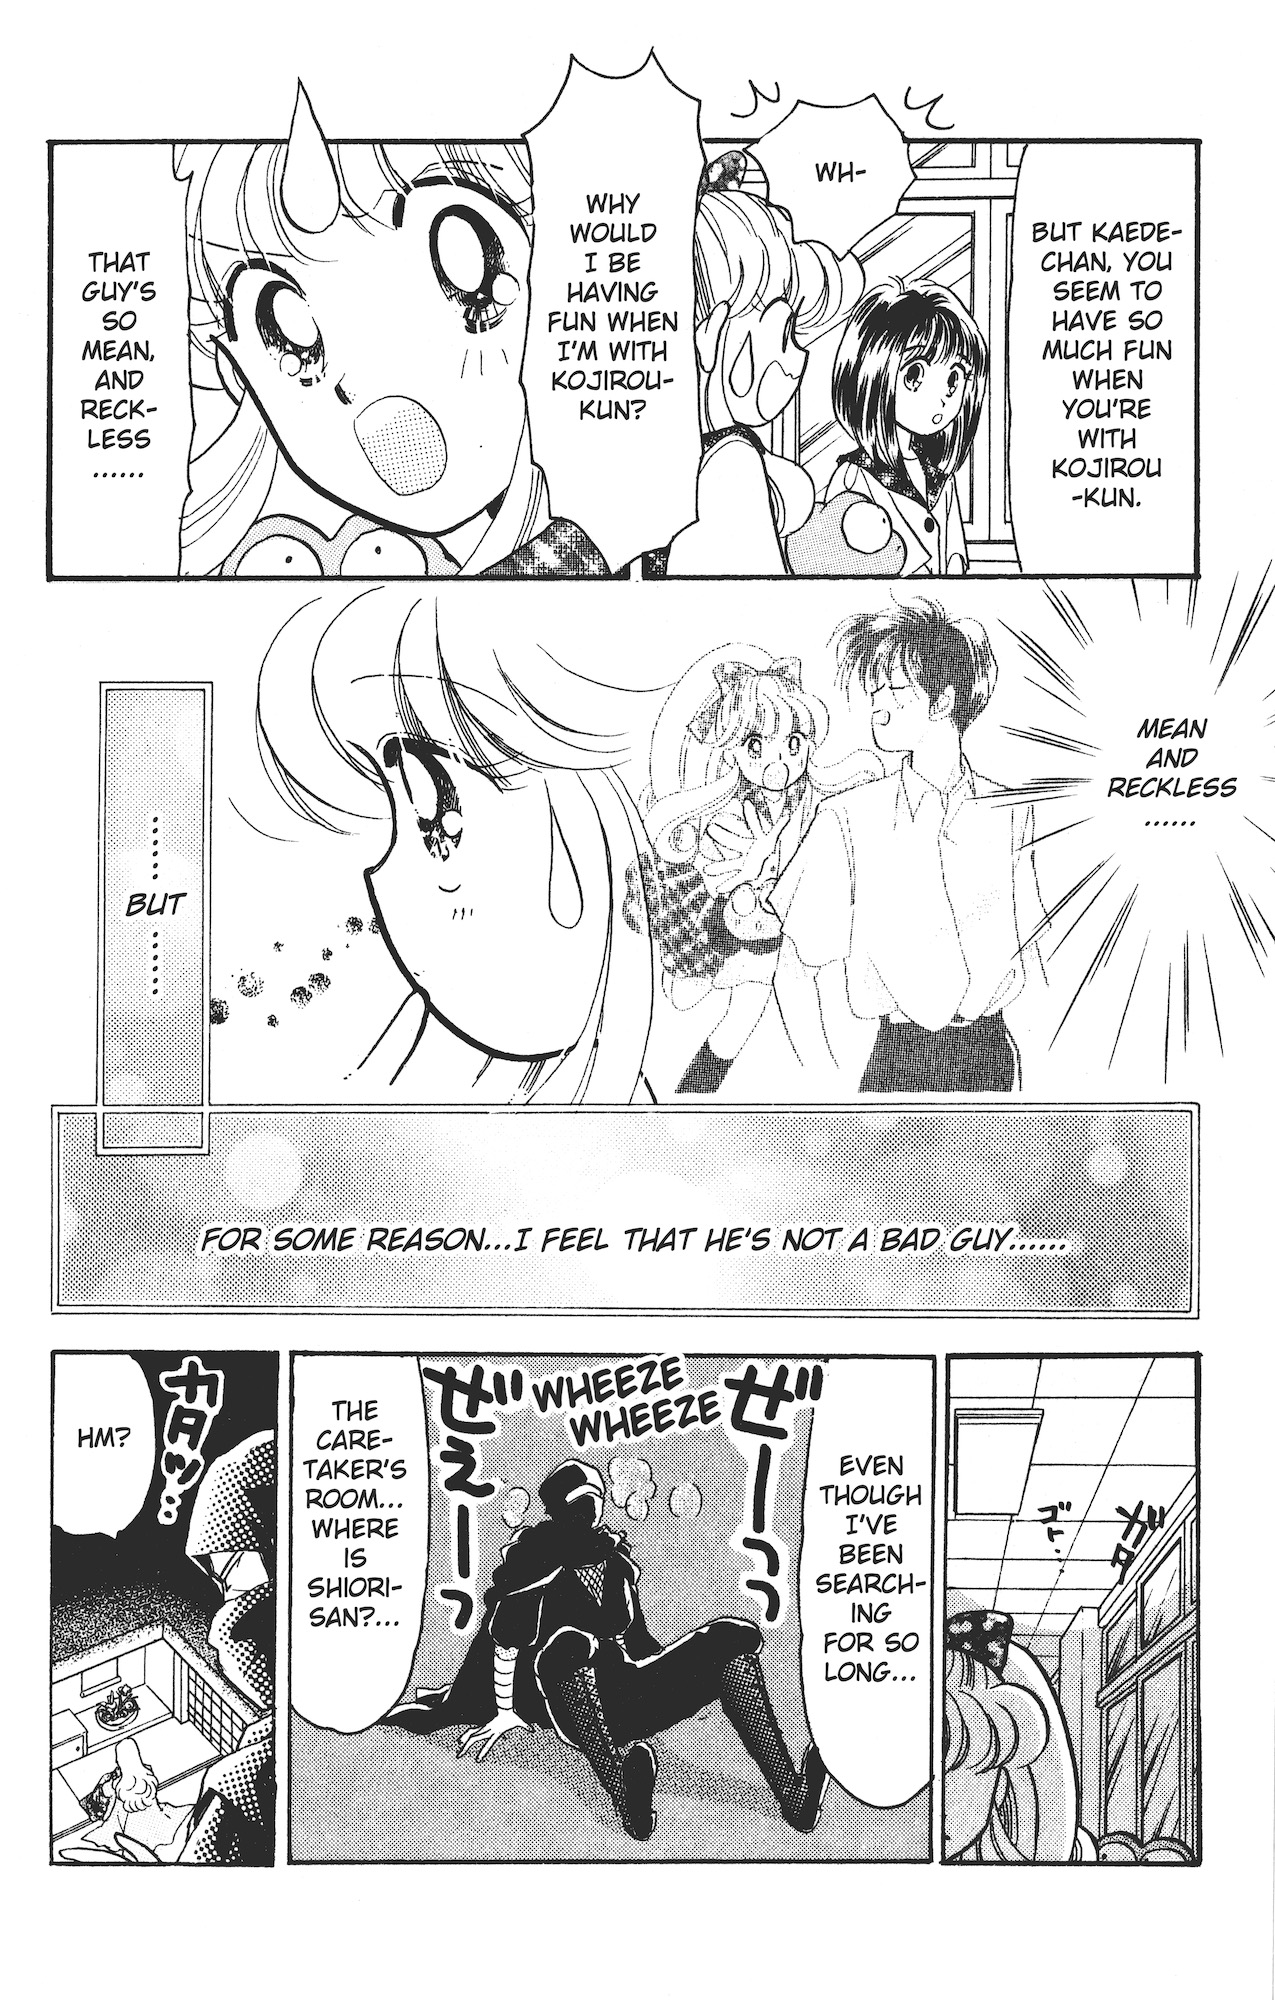 BUT KAEDE-
CHAN, YOU
SEEM TO
HAVE SO
MUCH FUN
WHEN
YOU'RE
WITH
KOJIROU
-KUN.
WH-
WHY
WOULD
I BE
HAVING
FUN WHEN
I'M WITH
KOJIROU-
KUN?
THAT
GUY'S
SO
MEAN,
AND
RECK-
LESS
......
MEAN
AND
RECKLESS
......
......
BUT
......
FOR SOME REASON...I FEEL THAT HE'S NOT A BAD GUY......
ガタ
ゴト...
EVEN
THOUGH
I'VE
BEEN
SEARCH-
ING
FOR SO
LONG...
ぜーっ
WHEEZE
WHEEZE
ぜえーっ
THE
CARE-
TAKER'S
ROOM...
WHERE
IS
SHIORI-
SAN?...
カタッ...
HM?